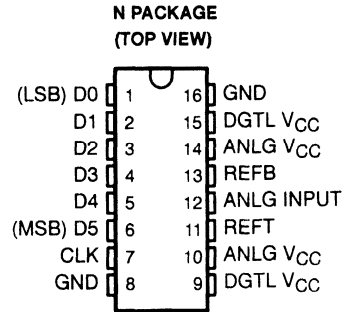 N PACKAGE
(TOP VIEW)
(LSB) D0 1 16 GND
D1 2 15 DGTL VCC
D2 3 14 ANLG VCC
D3 4 13 REFB
D4 5 12 ANLG INPUT
(MSB) D5 6 11 REFT
CLK 7 10 ANLG VCC
GND 8 9 DGTL VCC